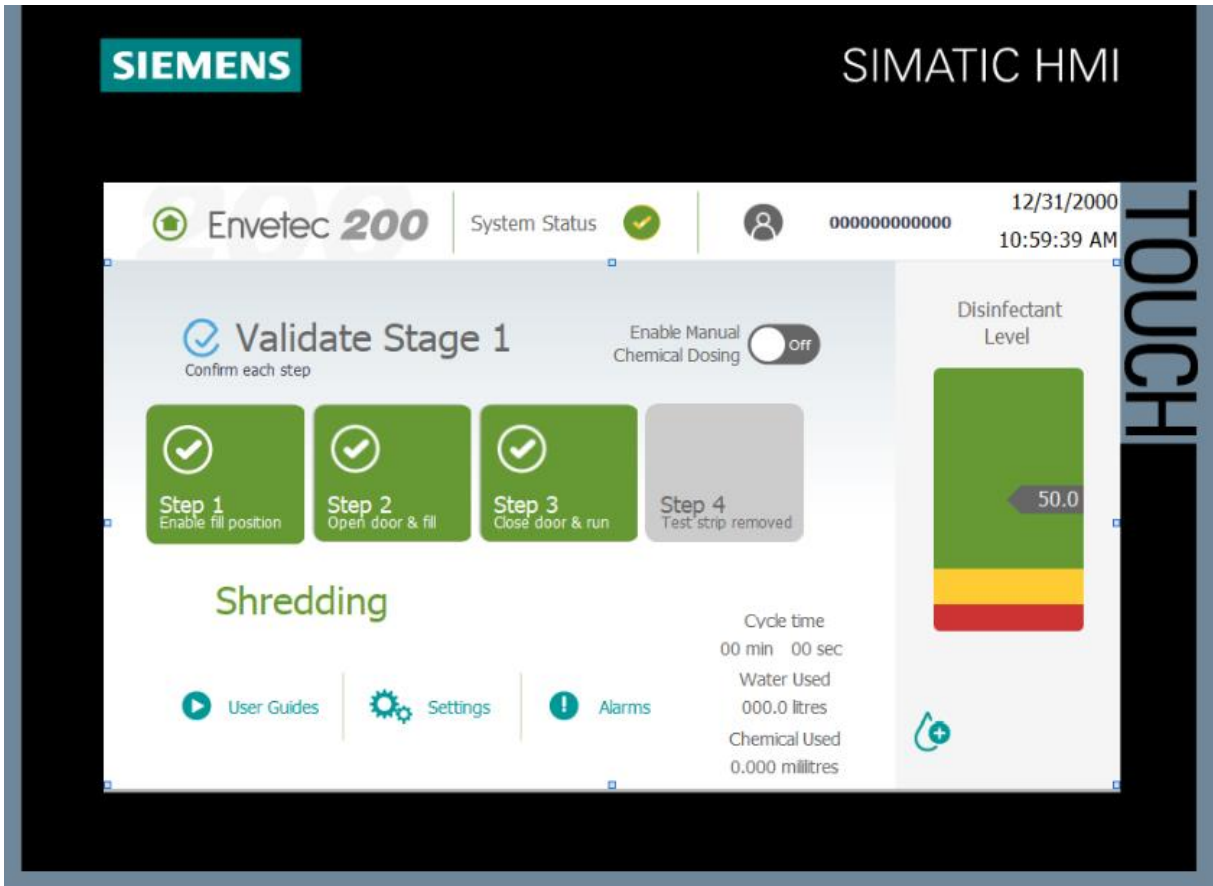 SIEMENS
SIMATIC HMI
TOUCH
Envetec 200
System Status
000000000000
12/31/2000
10:59:39 AM
Validate Stage 1
Confirm each step
Enable Manual
Chemical Dosing
Off
Disinfectant
Level
50.0
Step 1
Enable fill position
Step 2
Open door & fill
Step 3
Close door & run
Step 4
Test strip removed
Shredding
Cycle time
00 min 00 sec
Water Used
000.0 litres
Chemical Used
0.000 millitres
User Guides
Settings
Alarms